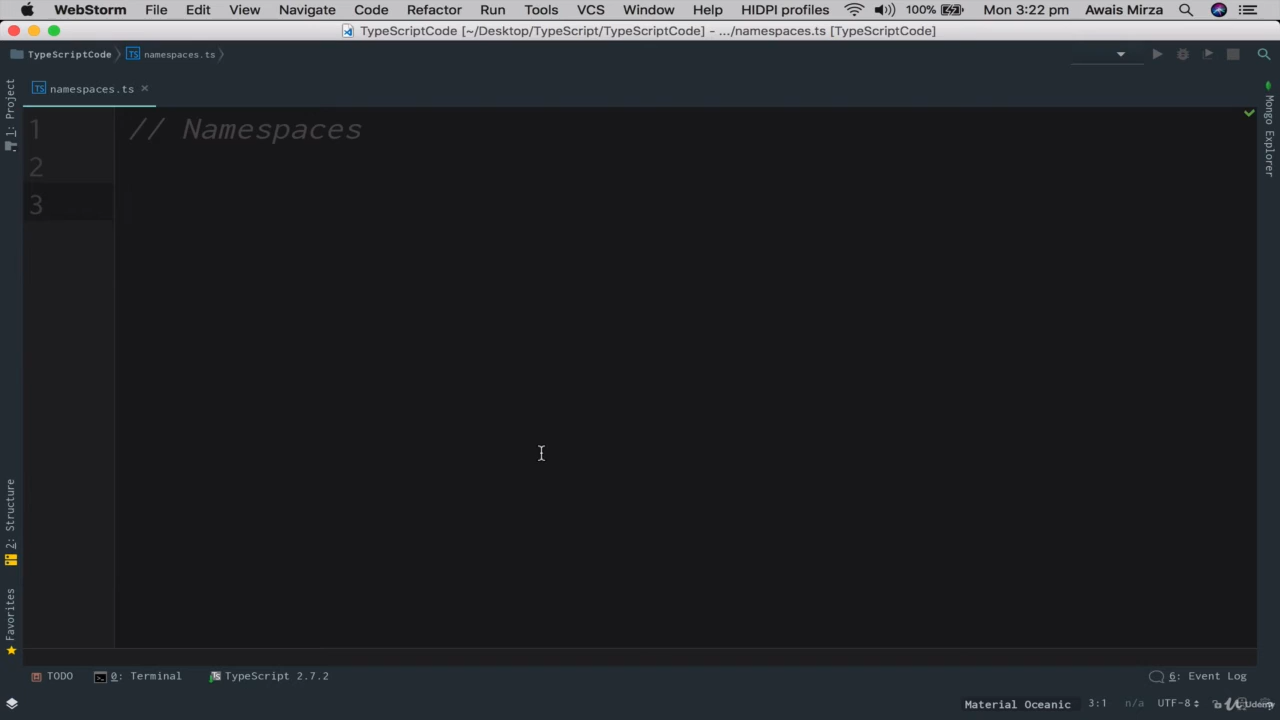 WebStorm File Edit View Navigate Code Refactor Run Tools VCS Window Help HIDPI profiles 100% Mon 3:22 pm Awais Mirza
TypeScriptCode [~/Desktop/TypeScript/TypeScriptCode] - .../namespaces.ts [TypeScriptCode]
TypeScriptCode namespaces.ts
TS namespaces.ts
1: Project
Mongo Explorer
1 // Namespaces
2
3
2: Structure
Favorites
TODO 0: Terminal TypeScript 2.7.2 6: Event Log
Material Oceanic 3:1 n/a UTF-8 Udemy